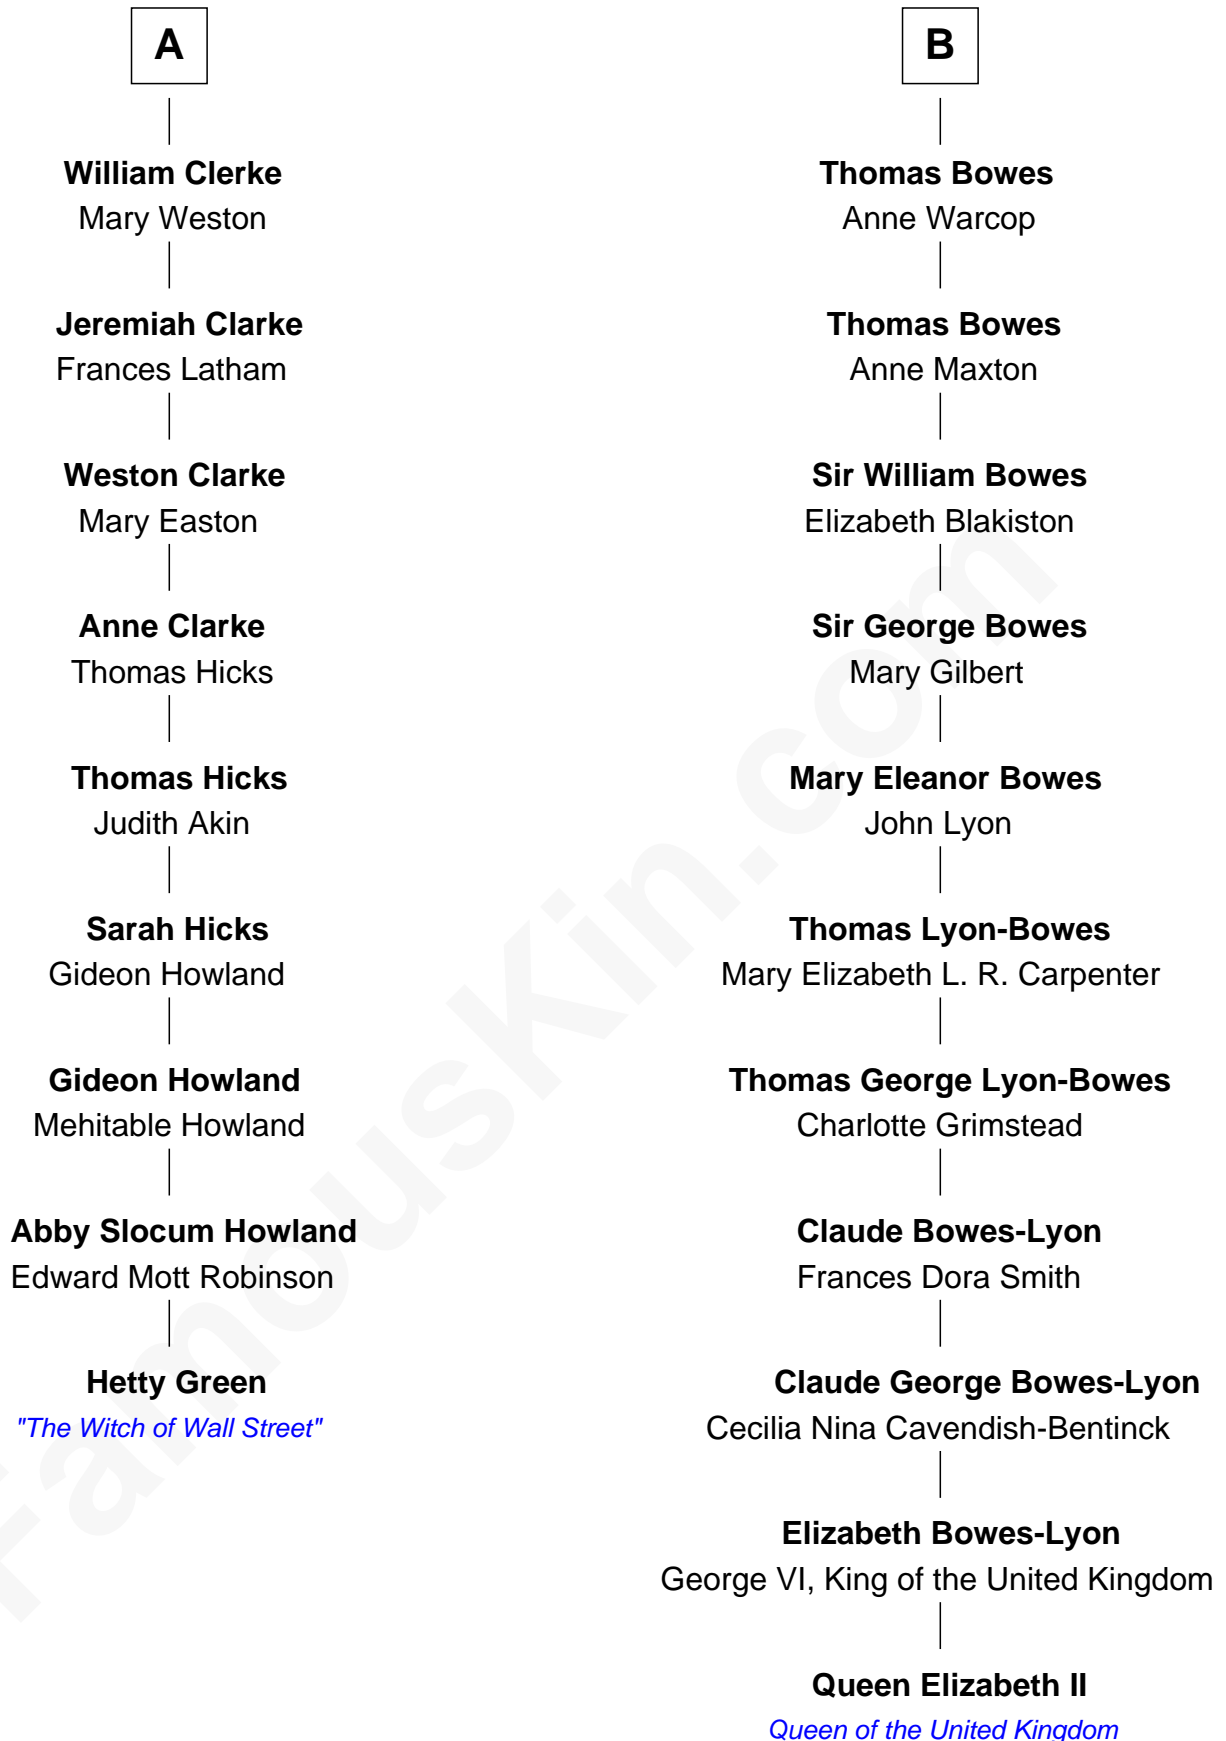 A
William Clerke
Mary Weston
Jeremiah Clarke
Frances Latham
Weston Clarke
Mary Easton
Anne Clarke
Thomas Hicks
Thomas Hicks
Judith Akin
Sarah Hicks
Gideon Howland
Gideon Howland
Mehitable Howland
Abby Slocum Howland
Edward Mott Robinson
Hetty Green
"The Witch of Wall Street"
B
Thomas Bowes
Anne Warcop
Thomas Bowes
Anne Maxton
Sir William Bowes
Elizabeth Blakiston
Sir George Bowes
Mary Gilbert
Mary Eleanor Bowes
John Lyon
Thomas Lyon-Bowes
Mary Elizabeth L. R. Carpenter
Thomas George Lyon-Bowes
Charlotte Grimstead
Claude Bowes-Lyon
Frances Dora Smith
Claude George Bowes-Lyon
Cecilia Nina Cavendish-Bentinck
Elizabeth Bowes-Lyon
George VI, King of the United Kingdom
Queen Elizabeth II
Queen of the United Kingdom
FamousKin.com